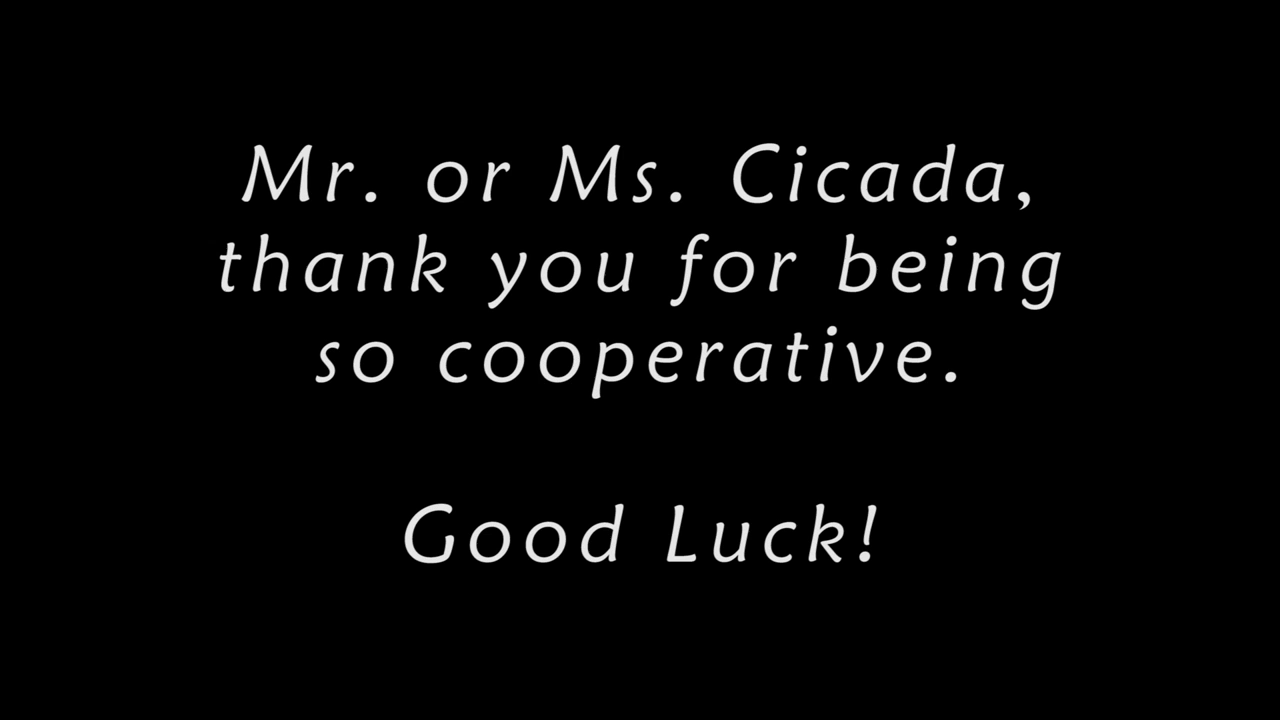 Mr. or Ms. Cicada,
thank you for being
so cooperative.
Good Luck!